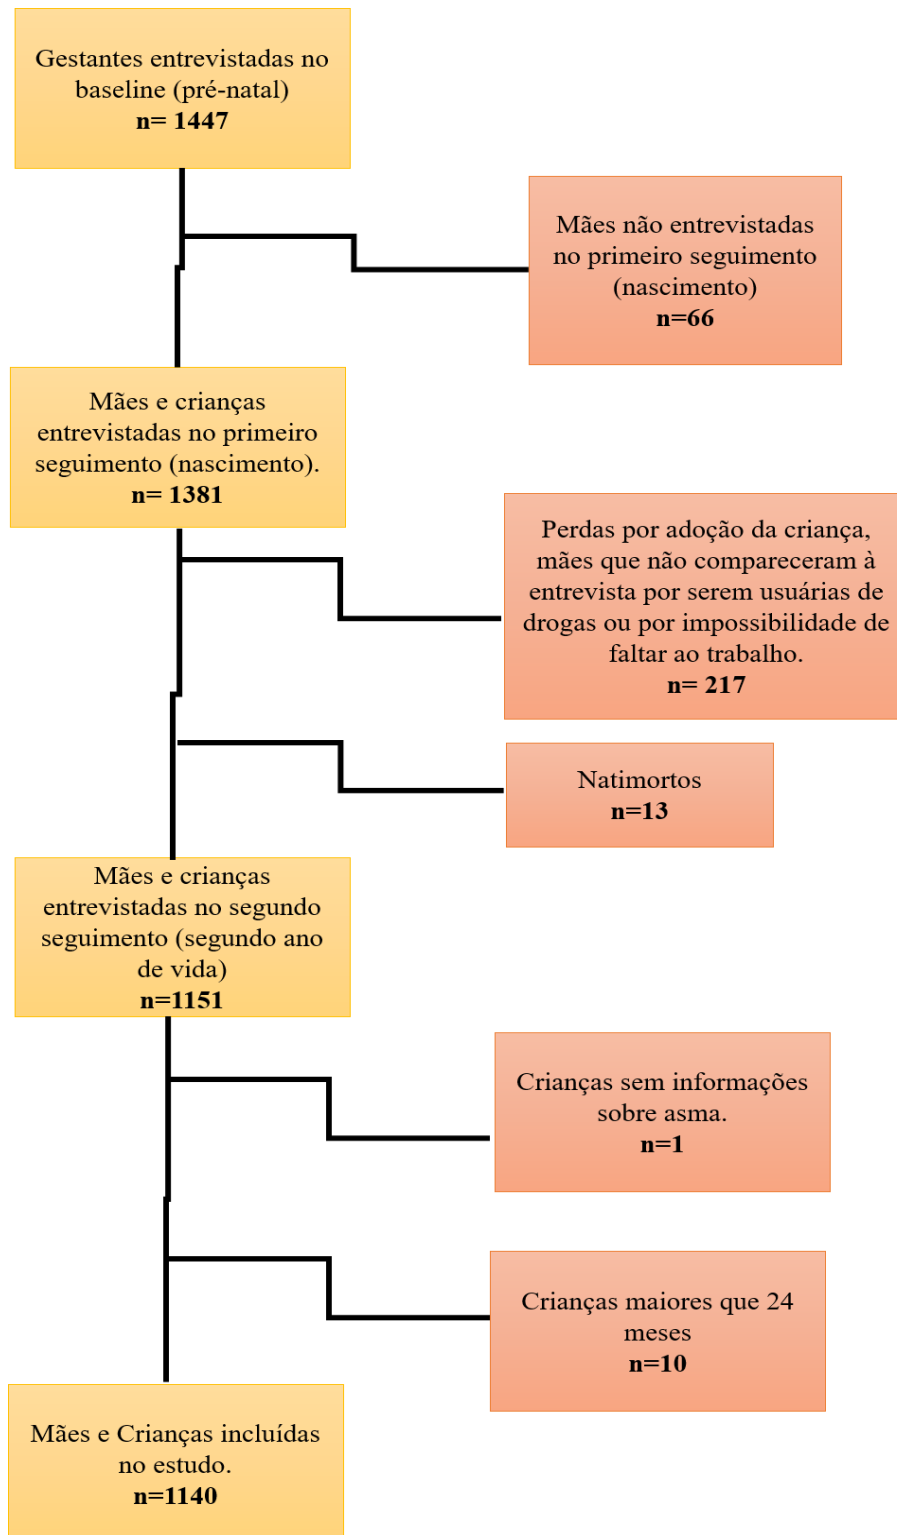 Gestantes entrevistadas no
baseline (pré-natal)
n= 1447
Mães não entrevistadas
no primeiro seguimento
(nascimento)
n=66
Mães e crianças
entrevistadas no primeiro
seguimento (nascimento).
n= 1381
Perdas por adoção da criança,
mães que não compareceram à
entrevista por serem usuárias de
drogas ou por impossibilidade de
faltar ao trabalho.
n= 217
Natimortos
n=13
Mães e crianças
entrevistadas no segundo
seguimento (segundo ano
de vida)
n=1151
Crianças sem informações
sobre asma.
n=1
Crianças maiores que 24
meses
n=10
Mães e Crianças incluídas
no estudo.
n=1140